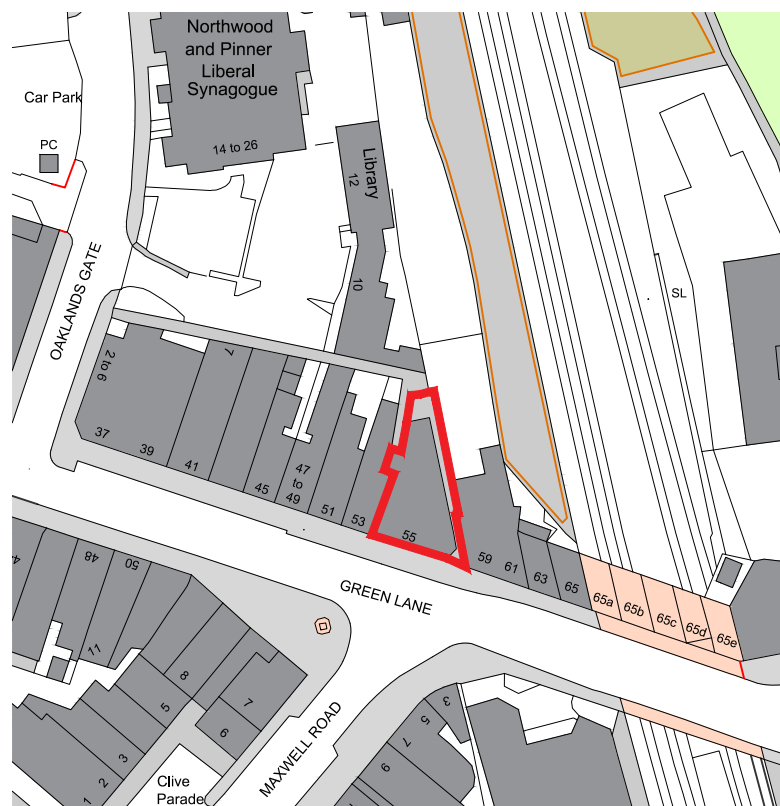 Northwood
and Pinner
Liberal
Synagogue
14 to 26
Car Park
PC
Library
12
10
OAKLANDS GATE
SL
2 to 6
7
37
39
41
45
47
to
49
51
53
55
59
61
63
65
65a
65b
65c
65d
65e
GREEN LANE
48
50
11
8
5
3
2
1
7
6
MAXWELL ROAD
3
5
7
9
Clive
Parade